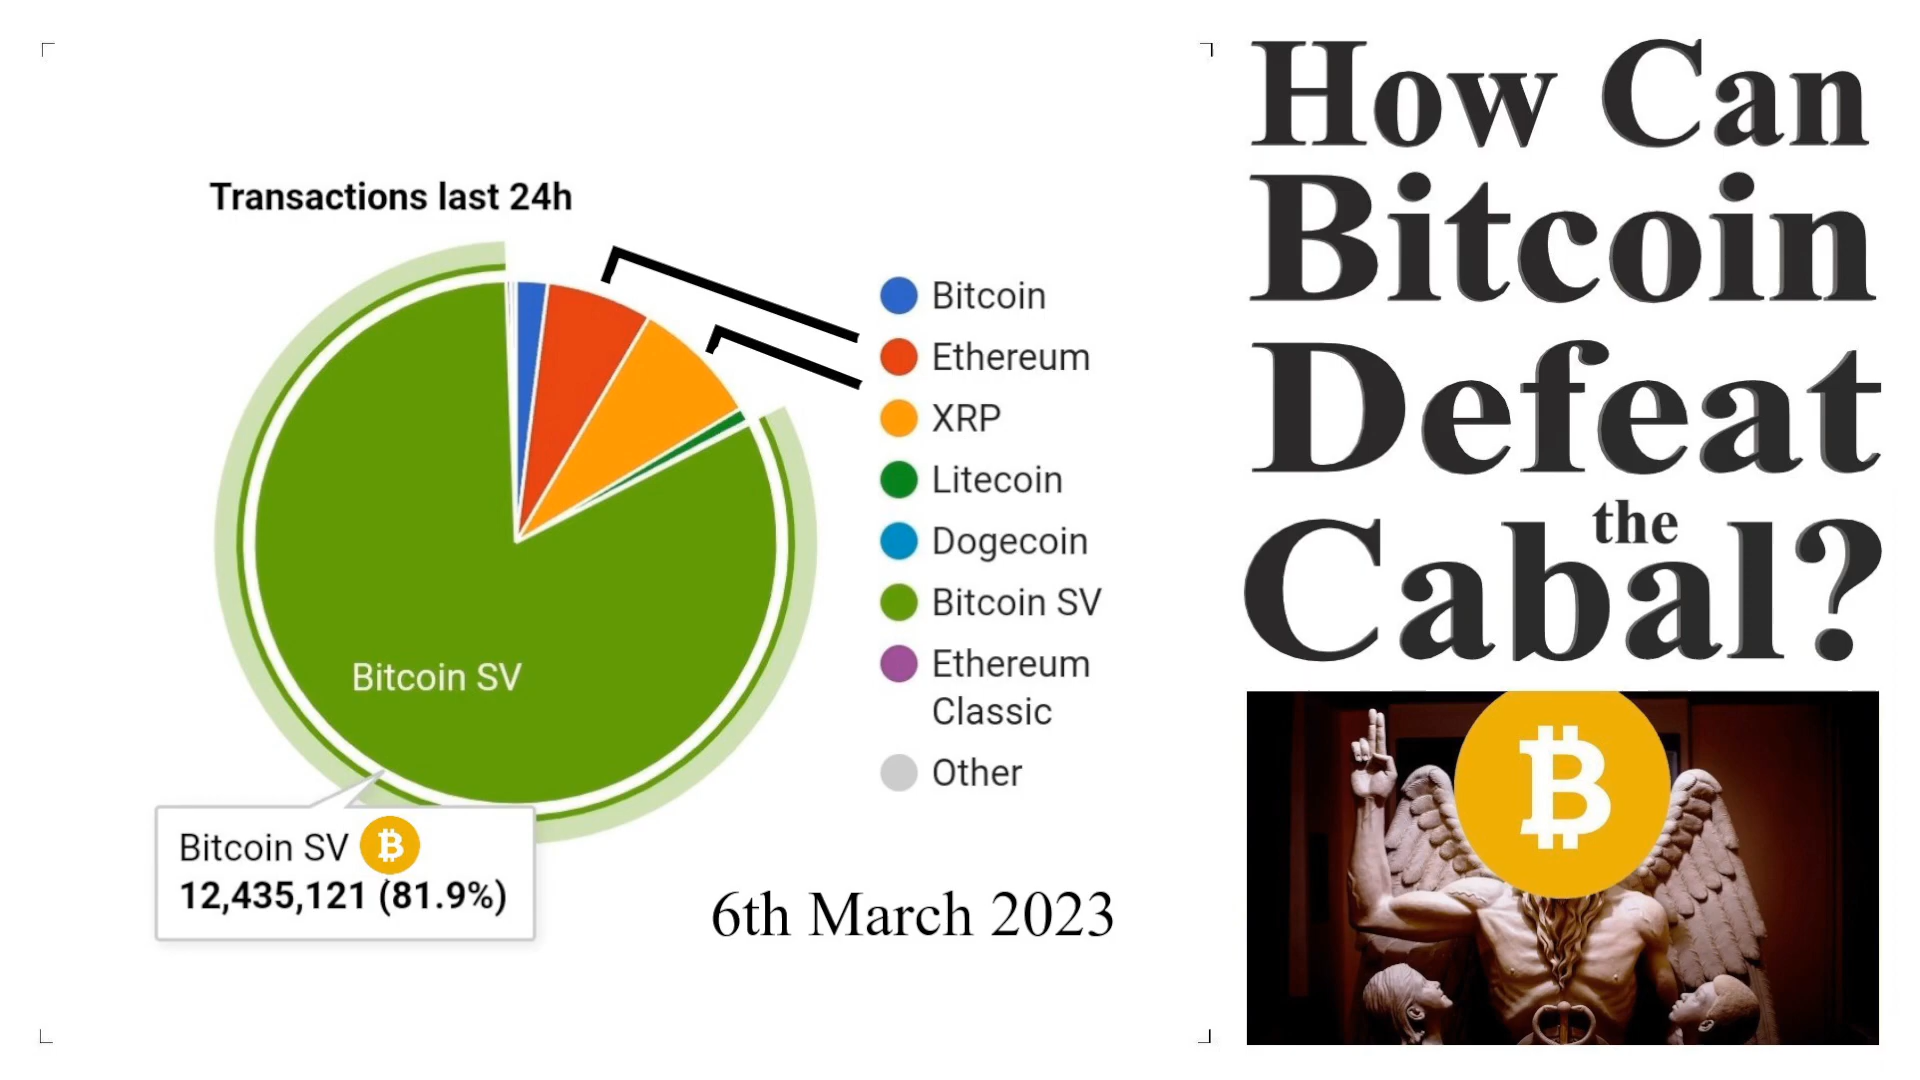 Transactions last 24h
Bitcoin
Ethereum
XRP
Litecoin
Dogecoin
Bitcoin SV
Ethereum
Classic
Other
Bitcoin SV
Bitcoin SV
12,435,121 (81.9%)
6th March 2023
How Can
Bitcoin
Defeat
the
Cabal?